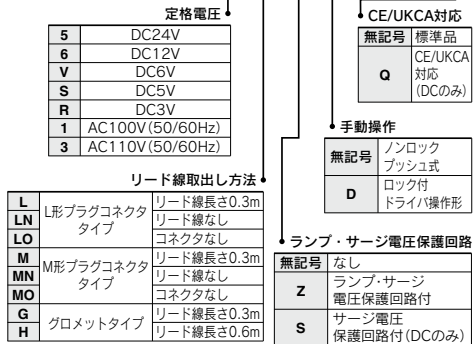 定格電圧
5 DC24V
6 DC12V
V DC6V
S DC5V
R DC3V
1 AC100V(50/60Hz)
3 AC110V(50/60Hz)
リード線取出し方法
L L形プラグコネクタタイプ リード線長さ0.3m
LN リード線なし
LO コネクタなし
M M形プラグコネクタタイプ リード線長さ0.3m
MN リード線なし
MO コネクタなし
G グロメットタイプ リード線長さ0.3m
H リード線長さ0.6m
CE/UKCA対応
無記号 標準品
Q CE/UKCA
対応
(DCのみ)
手動操作
無記号 ノンロック
プッシュ式
D ロック付
ドライバ操作形
ランプ・サージ電圧保護回路
無記号 なし
Z ランプ・サージ
電圧保護回路付
S サージ電圧
保護回路付(DCのみ)